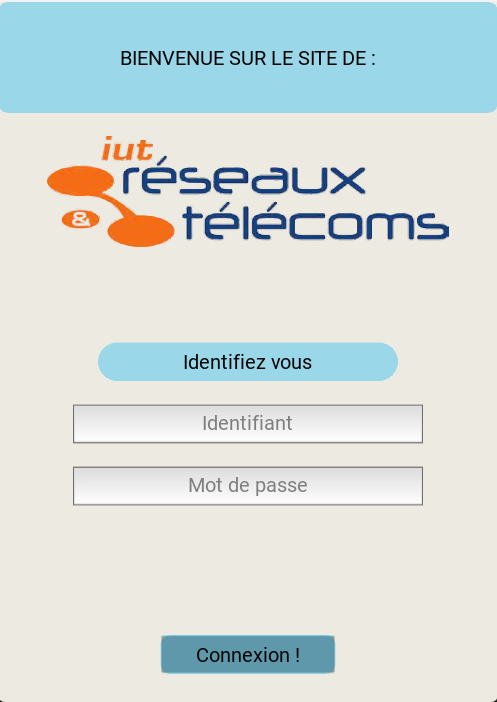 BIENVENUE SUR LE SITE DE :
iut
réseaux
& télécoms
Identifiez vous
Identifiant
Mot de passe
Connexion !